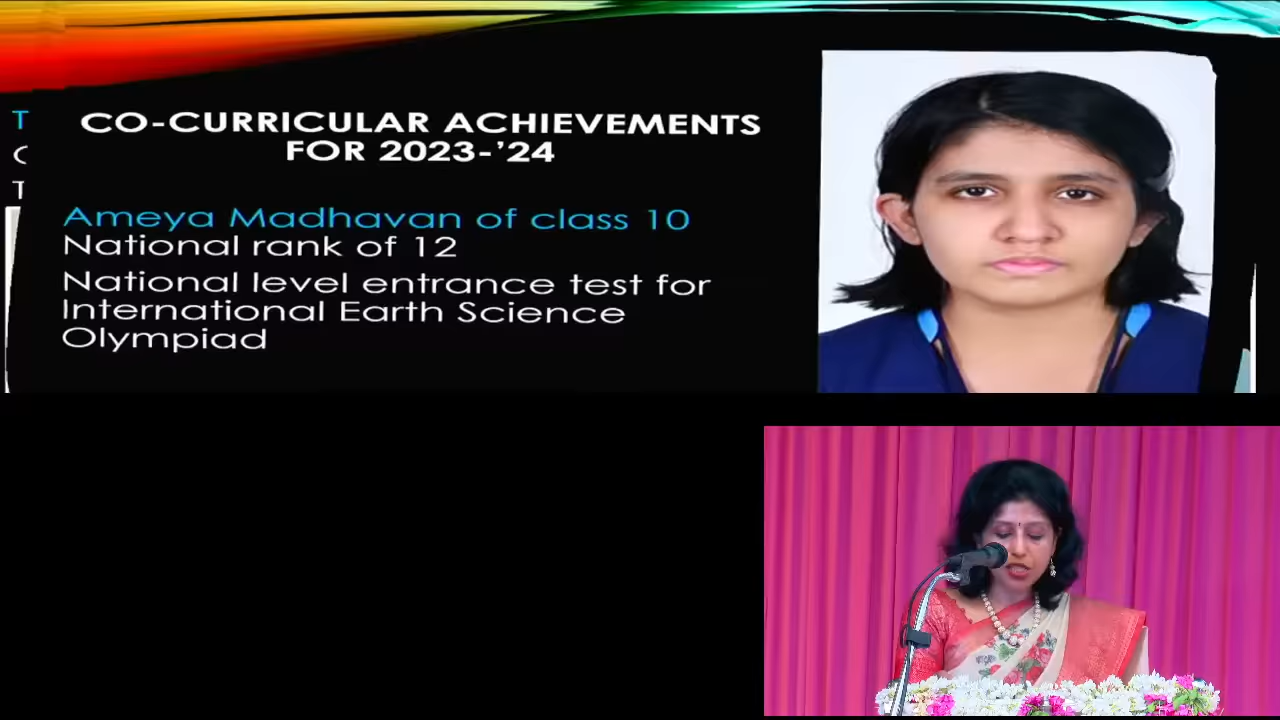 CO-CURRICULAR ACHIEVEMENTS
FOR 2023-’24
Ameya Madhavan of class 10
National rank of 12
National level entrance test for
International Earth Science
Olympiad